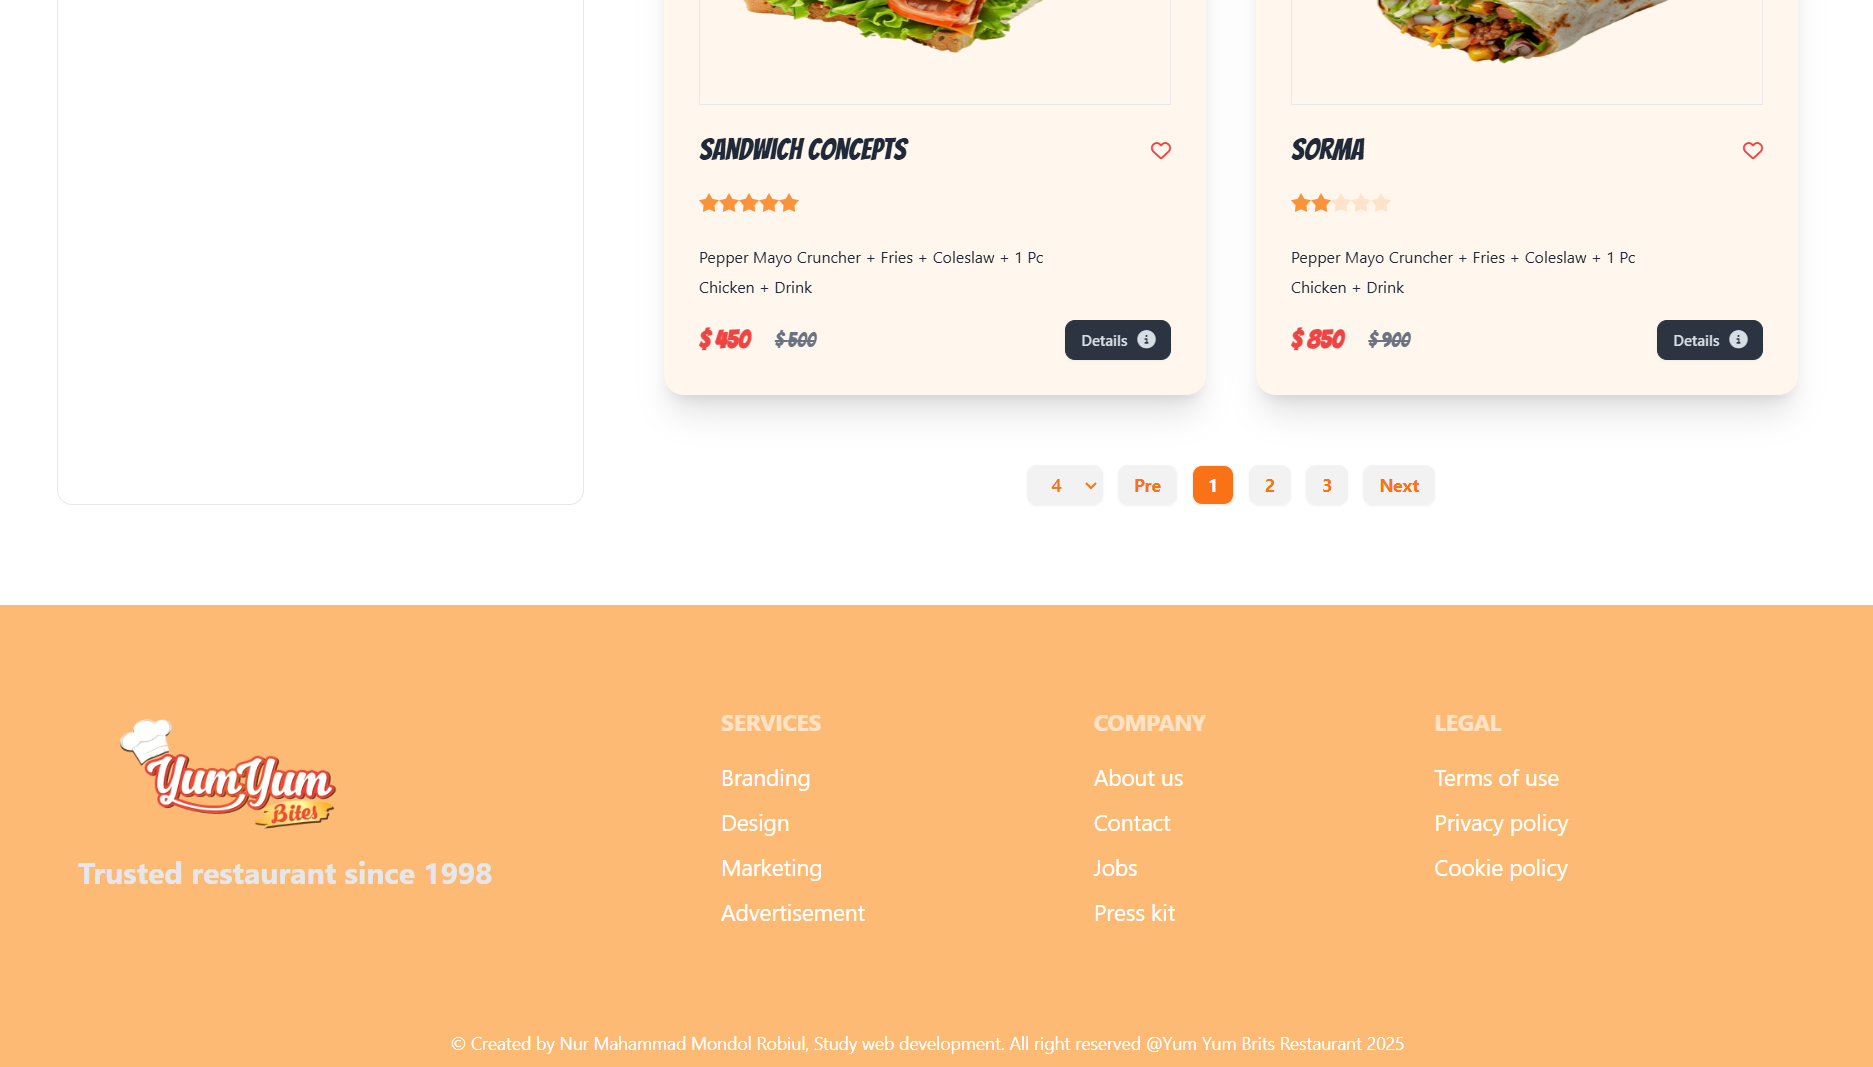 SANDWICH CONCEPTS
Pepper Mayo Cruncher + Fries + Coleslaw + 1 Pc
Chicken + Drink
$ 450 $ 500
Details
SORMA
Pepper Mayo Cruncher + Fries + Coleslaw + 1 Pc
Chicken + Drink
$ 850 $ 900
Details
4 Pre 1 2 3 Next
YumYum
Bites
Trusted restaurant since 1998
SERVICES
Branding
Design
Marketing
Advertisement
COMPANY
About us
Contact
Jobs
Press kit
LEGAL
Terms of use
Privacy policy
Cookie policy
© Created by Nur Mahammad Mondol Robiul, Study web development. All right reserved @Yum Yum Brits Restaurant 2025